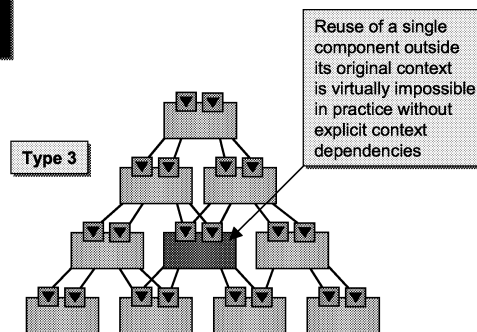 Reuse of a single
component outside
its original context
is virtually impossible
in practice without
explicit context
dependencies
Type 3